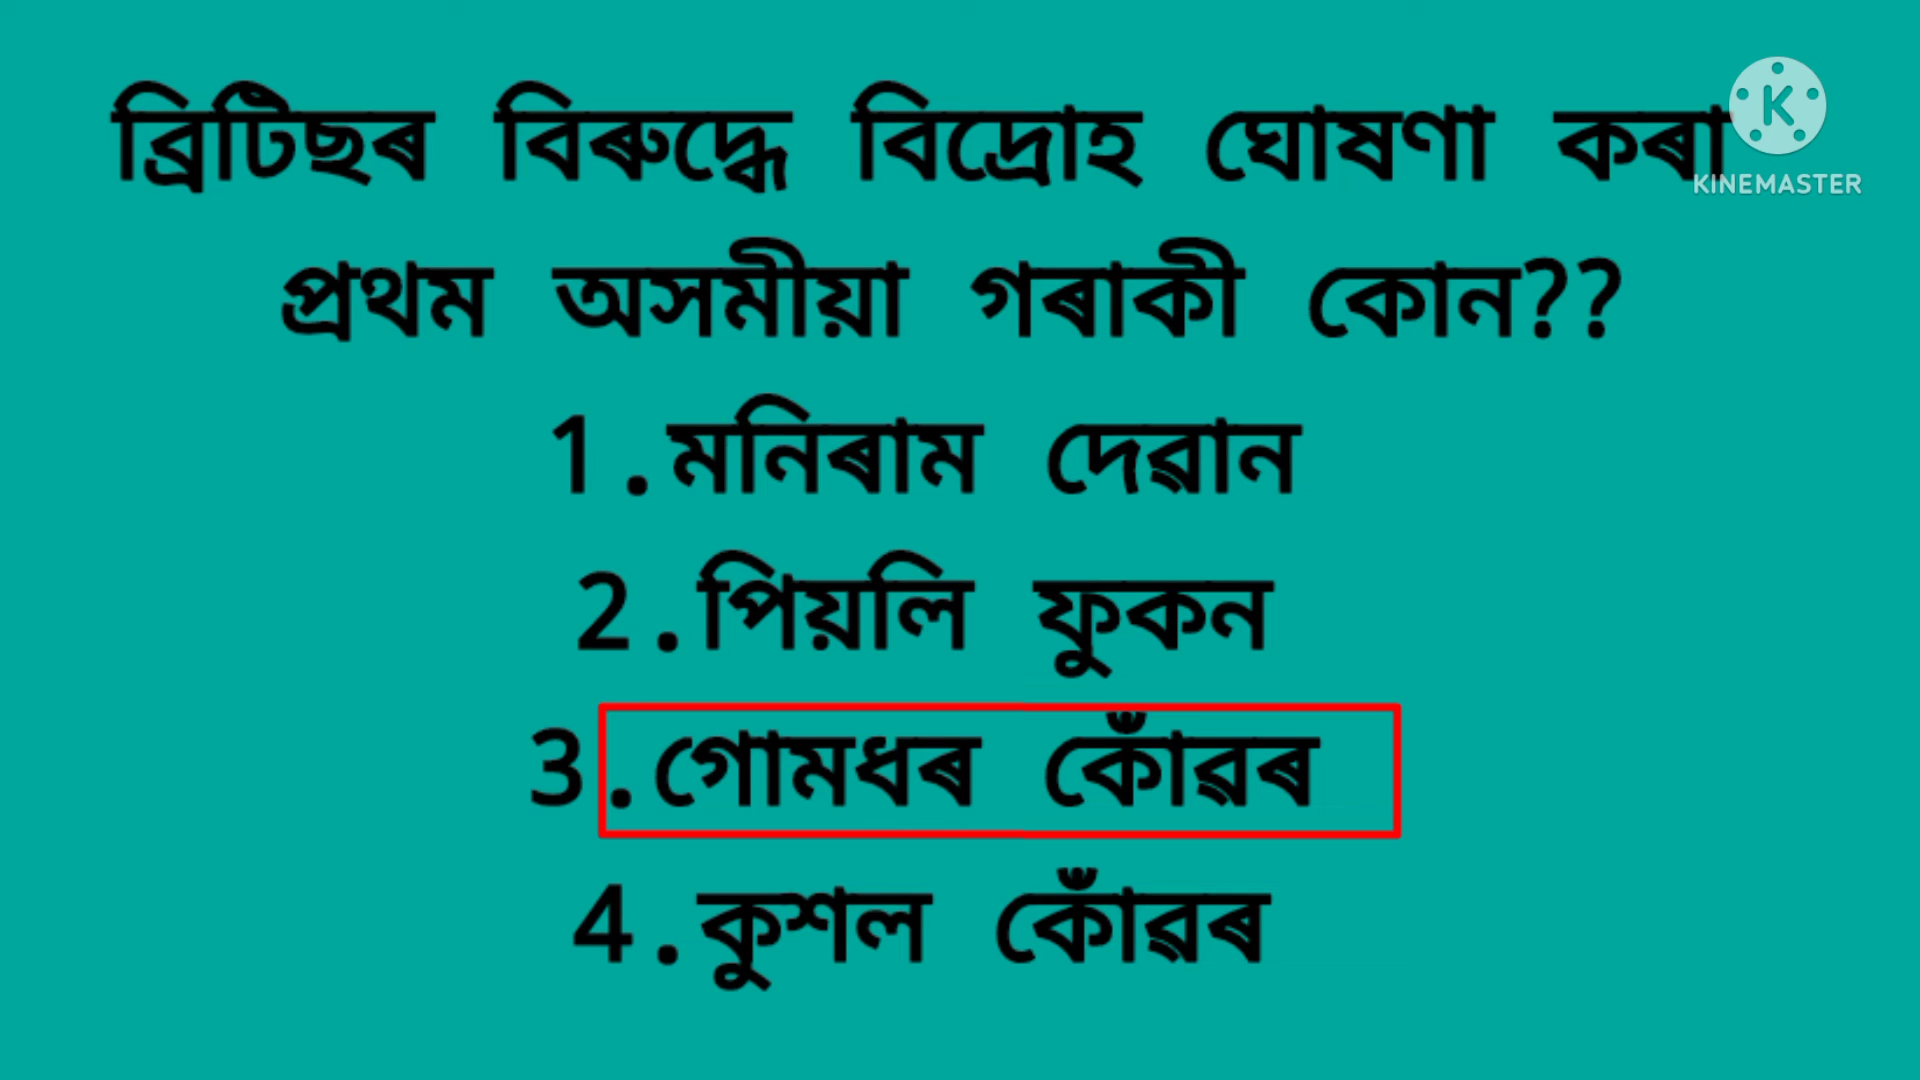 ব্ৰিটিছৰ বিৰুদ্ধে বিদ্ৰোহ ঘোষণা কৰা
KINEMASTER
প্ৰথম অসমীয়া গৰাকী কোন??
1.মনিৰাম দেৱান
2.পিয়লি ফুকন
3.গোমধৰ কোঁৱৰ
4.কুশল কোঁৱৰ